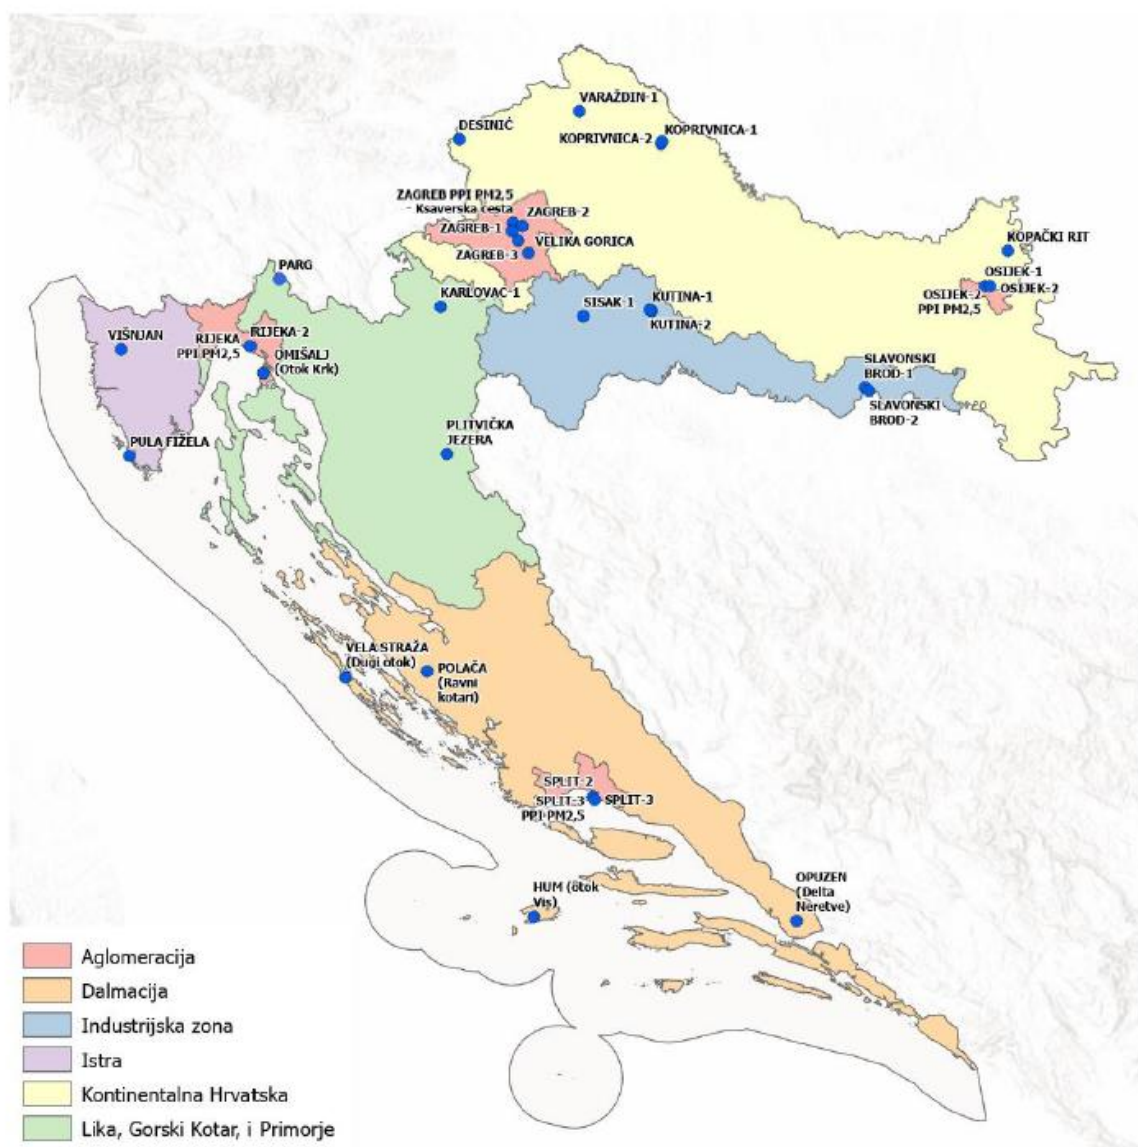 VARAŽDIN-1
DESINIĆ
KOPRIVNICA-1
KOPRIVNICA-2
ZAGREB PPI PM2,5
- Ksaverska cesta
ZAGREB-2
ZAGREB-1
VELIKA GORICA
ZAGREB-3
KOPAČKI RIT
OSIJEK-1
OSIJEK-2
OSIJEK-2
PPI PM2,5
PARG
KARLOVAC-1
SISAK-1
KUTINA-1
KUTINA-2
VIŠNJAN
RIJEKA-2
RIJEKA
PPI PM2,5
OMIŠALJ
(Otok Krk)
SLAVONSKI
BROD-1
SLAVONSKI
BROD-2
PULA FIŽELA
PLITVIČKA
JEZERA
VELA STRAŽA
(Dugi otok)
POLAČA
(Ravni
kotari)
SPLIT-2
SPLIT-3
PPI PM2,5
SPLIT-3
HUM (otok
Vis)
OPUZEN
(Delta
Neretve)
Aglomeracija
Dalmacija
Industrijska zona
Istra
Kontinentalna Hrvatska
Lika, Gorski Kotar, i Primorje